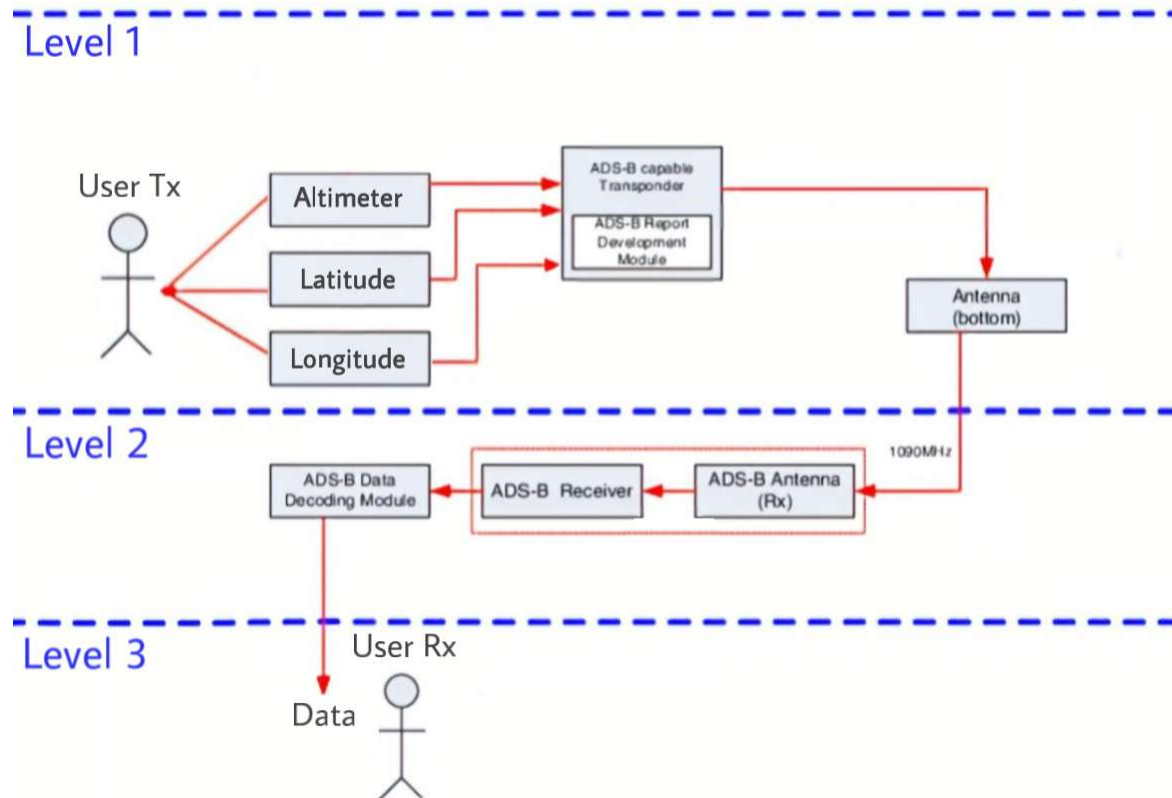 Level 1
User Tx
Altimeter
Latitude
Longitude
ADS-B capable
Transponder
ADS-B Report
Development
Module
Antenna
(bottom)
Level 2
1090MHz
ADS-B Data
Decoding Module
ADS-B Receiver
ADS-B Antenna
(Rx)
Level 3
User Rx
Data